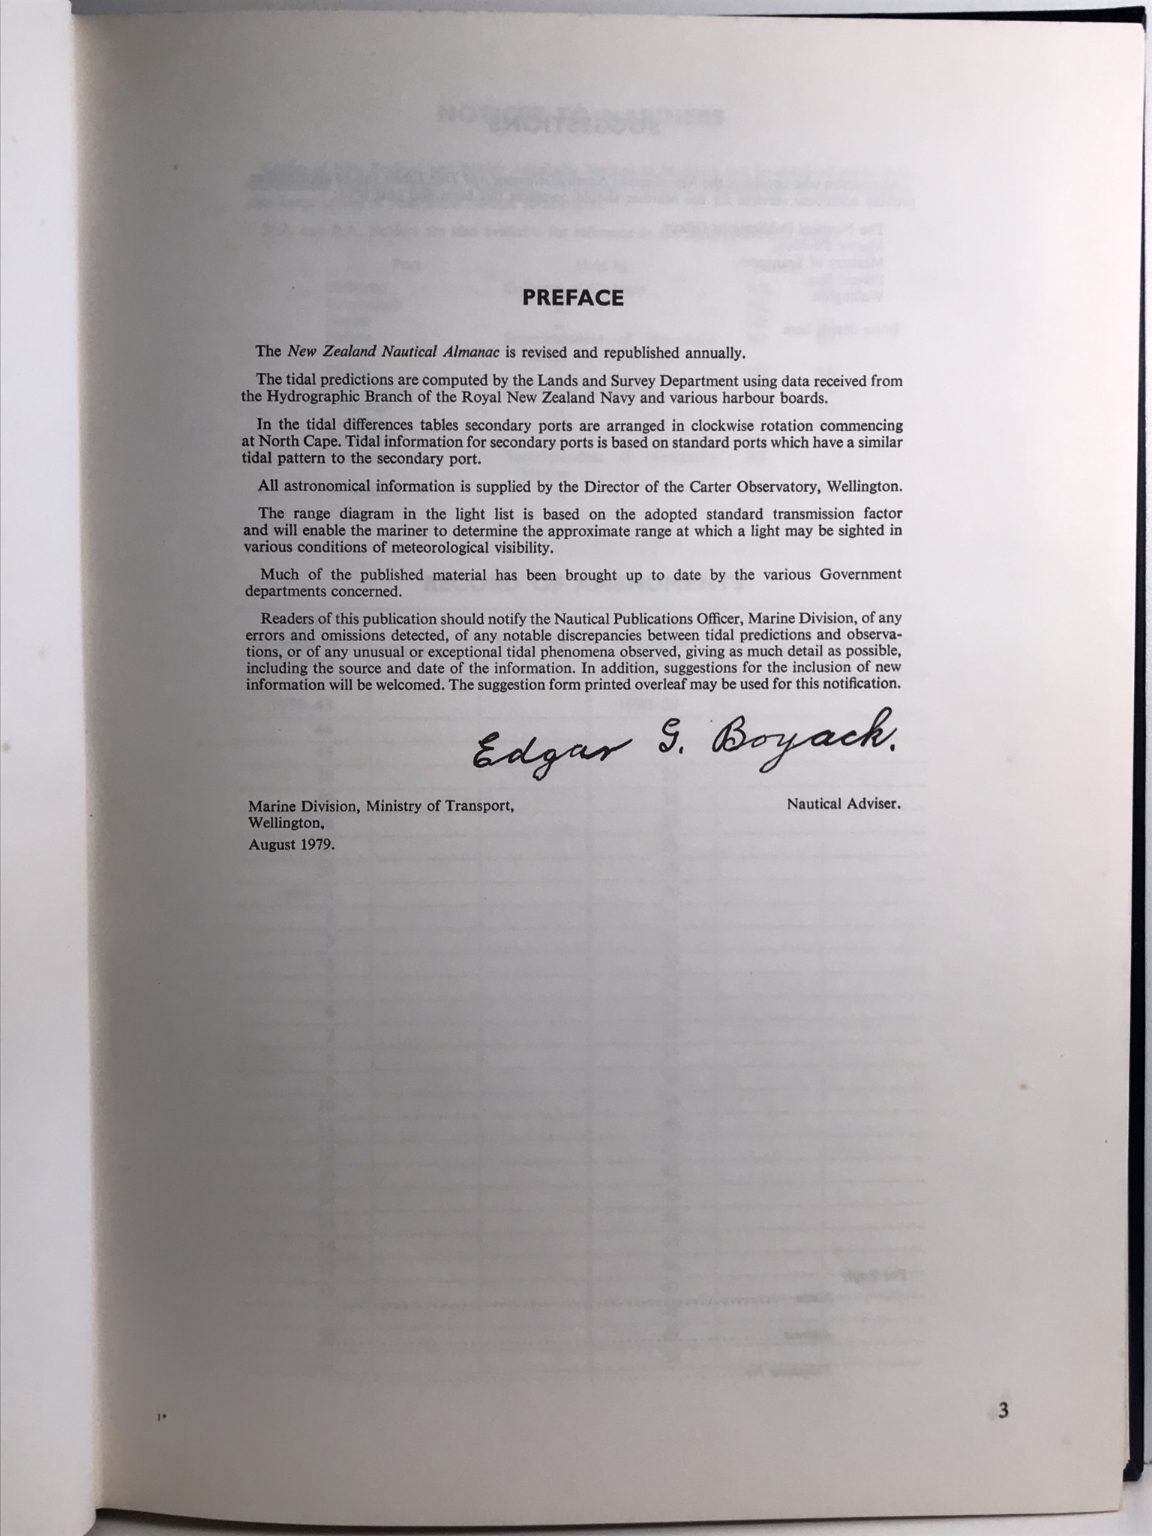 PREFACE
The New Zealand Nautical Almanac is revised and republished annually.
The tidal predictions are computed by the Lands and Survey Department using data received from
the Hydrographic Branch of the Royal New Zealand Navy and various harbour boards.
In the tidal differences tables secondary ports are arranged in clockwise rotation commencing
at North Cape. Tidal information for secondary ports is based on standard ports which have a similar
tidal pattern to the secondary port.
All astronomical information is supplied by the Director of the Carter Observatory, Wellington.
The range diagram in the light list is based on the adopted standard transmission factor
and will enable the mariner to determine the approximate range at which a light may be sighted in
various conditions of meteorological visibility.
Much of the published material has been brought up to date by the various Government
departments concerned.
Readers of this publication should notify the Nautical Publications Officer, Marine Division, of any
errors and omissions detected, of any notable discrepancies between tidal predictions and observa-
tions, or of any unusual or exceptional tidal phenomena observed, giving as much detail as possible,
including the source and date of the information. In addition, suggestions for the inclusion of new
information will be welcomed. The suggestion form printed overleaf may be used for this notification.
Edgar G. Boyack.
Marine Division, Ministry of Transport, Nautical Adviser.
Wellington,
August 1979.
1* 3